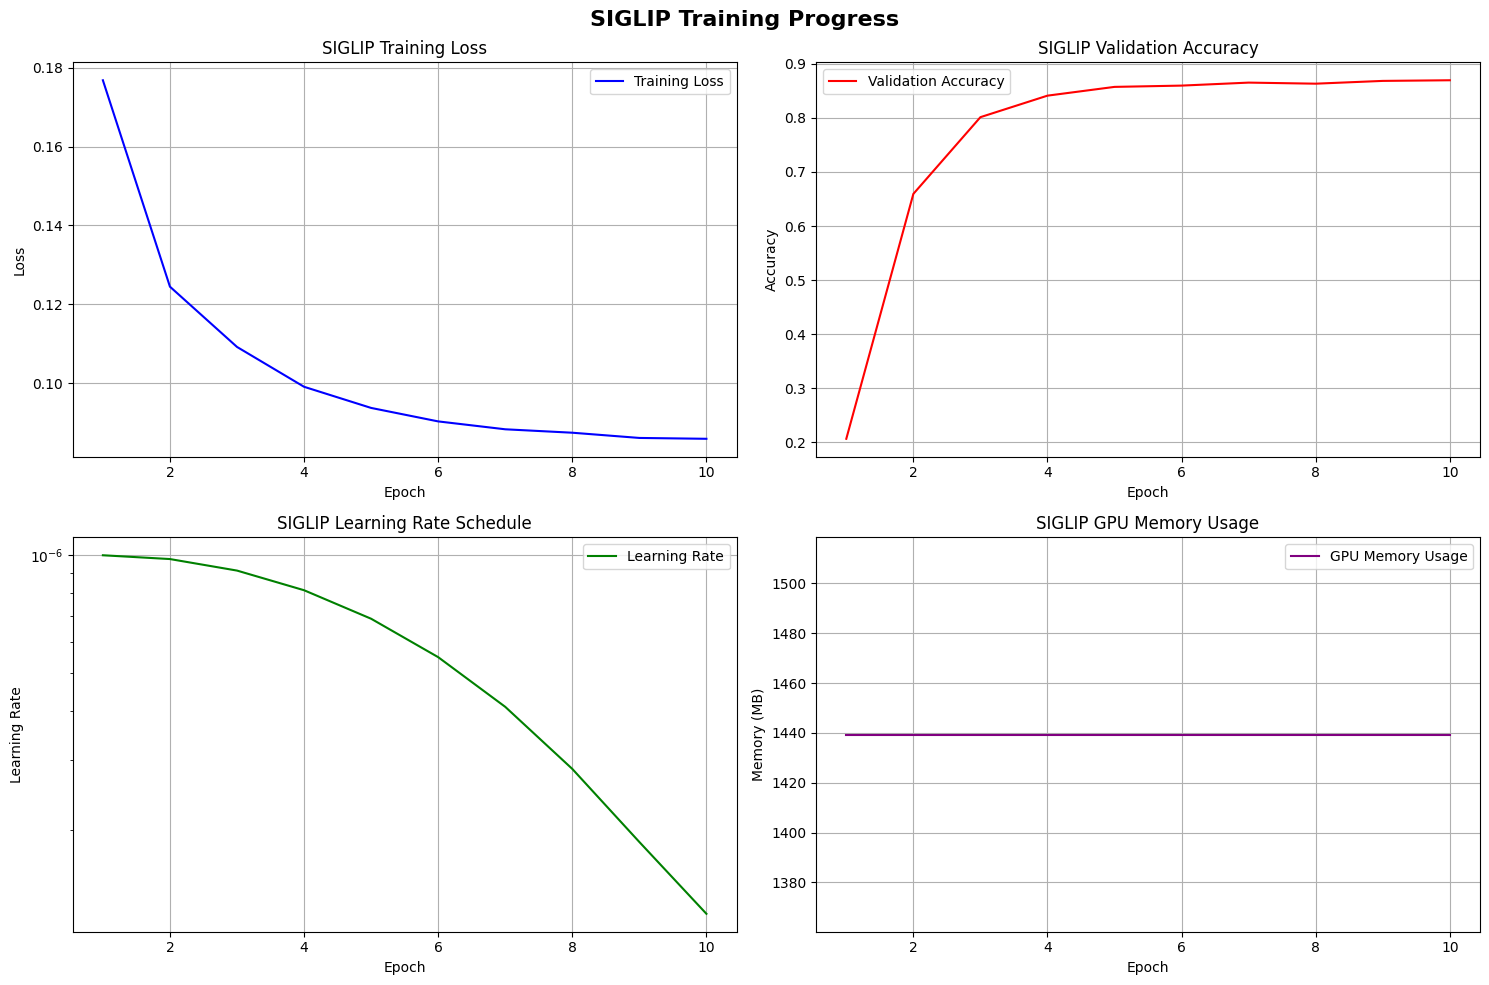 SIGLIP Training Progress
SIGLIP Training Loss
Training Loss
0.18
0.16
0.14
0.12
0.10
Loss
2 4 6 8 10
Epoch
SIGLIP Validation Accuracy
Validation Accuracy
0.9
0.8
0.7
0.6
0.5
0.4
0.3
0.2
Accuracy
2 4 6 8 10
Epoch
SIGLIP Learning Rate Schedule
Learning Rate
10⁻⁶
Learning Rate
2 4 6 8 10
Epoch
SIGLIP GPU Memory Usage
GPU Memory Usage
1500
1480
1460
1440
1420
1400
1380
Memory (MB)
2 4 6 8 10
Epoch